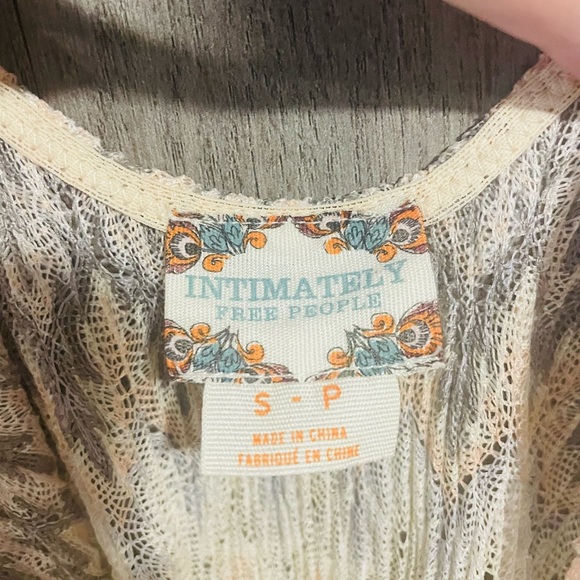 INTIMATELY
FREE PEOPLE
S - P
MADE IN CHINA
FABRIQUÉ EN CHINE